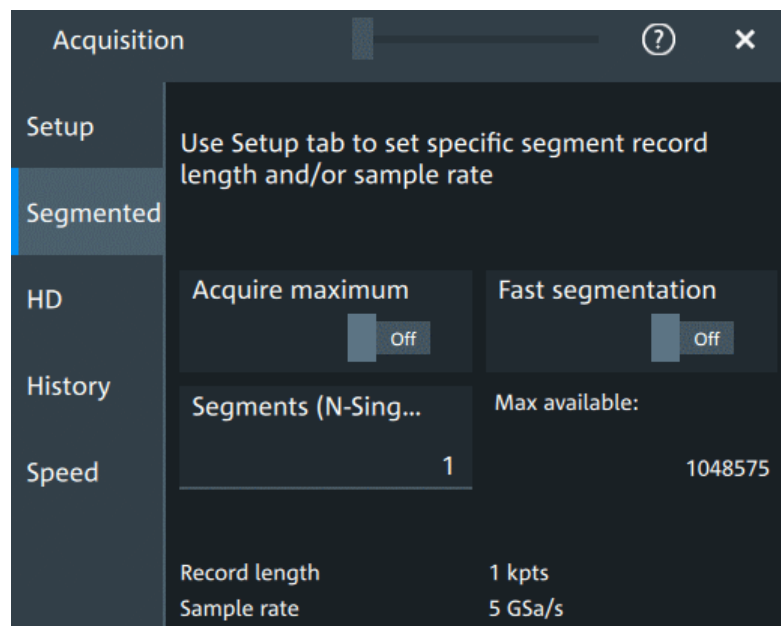 Acquisition
?
Setup
Segmented
HD
History
Speed
Use Setup tab to set specific segment record
length and/or sample rate
Acquire maximum
Off
Fast segmentation
Off
Segments (N-Sing...
1
Max available:
1048575
Record length 1 kpts
Sample rate 5 GSa/s